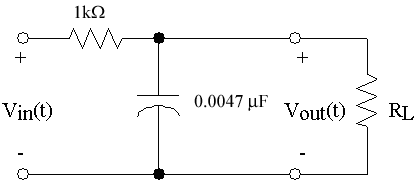 1kΩ
+ +
Vin(t) 0.0047 μF Vout(t) RL
- -